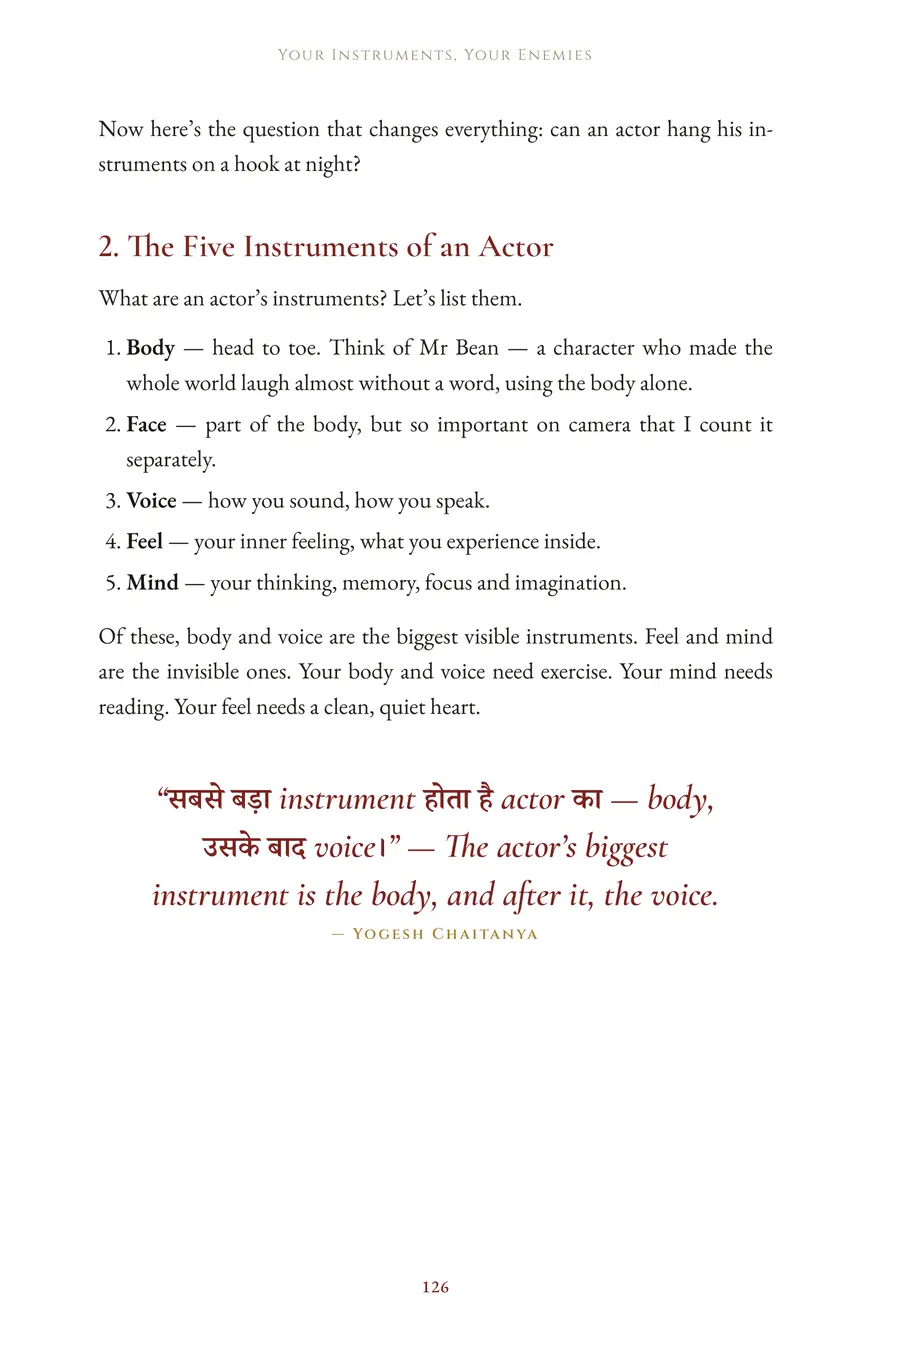 Your Instruments, Your Enemies
Now here’s the question that changes everything: can an actor hang his in-
struments on a hook at night?
2. The Five Instruments of an Actor
What are an actor’s instruments? Let’s list them.
1. Body — head to toe. Think of Mr Bean — a character who made the
whole world laugh almost without a word, using the body alone.
2. Face — part of the body, but so important on camera that I count it
separately.
3. Voice — how you sound, how you speak.
4. Feel — your inner feeling, what you experience inside.
5. Mind — your thinking, memory, focus and imagination.
Of these, body and voice are the biggest visible instruments. Feel and mind
are the invisible ones. Your body and voice need exercise. Your mind needs
reading. Your feel needs a clean, quiet heart.
“सबसे बड़ा instrument होता है actor का — body,
उसके बाद voice।” — The actor’s biggest
instrument is the body, and after it, the voice.
— Yogesh Chaitanya
126